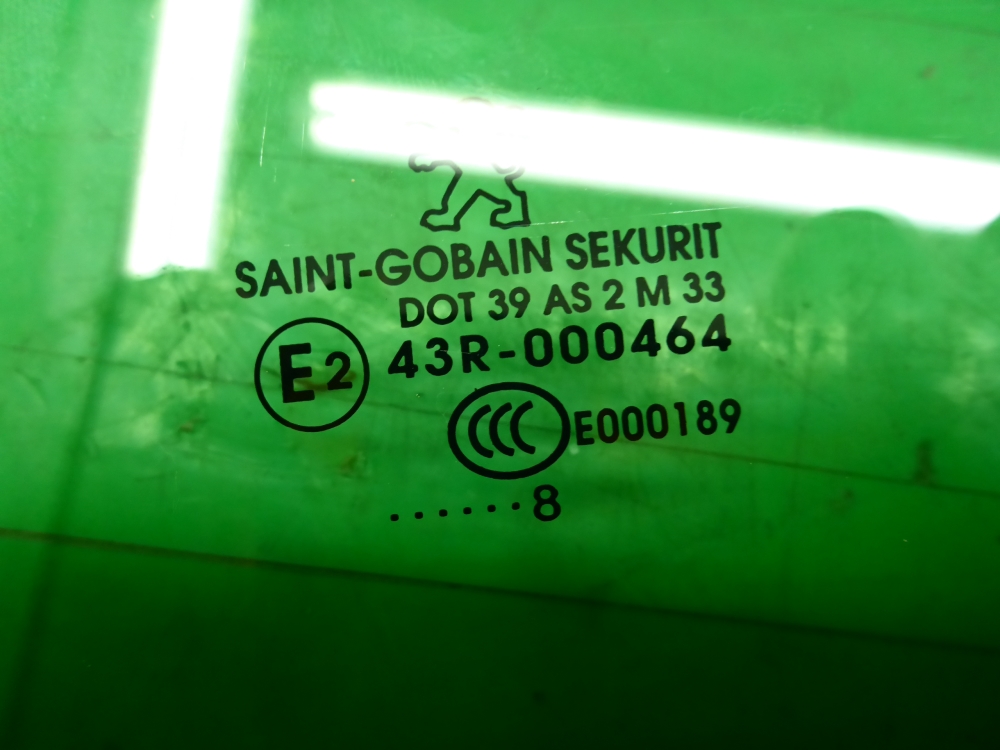 SAINT-GOBAIN SEKURIT
DOT 39 AS 2 M 33
E2 43R-000464
CCC E000189
......8